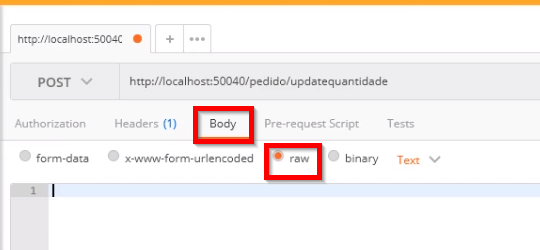 http://localhost:5004
POST http://localhost:50040/pedido/updatequantidade
Authorization Headers (1) Body Pre-request Script Tests
form-data x-www-form-urlencoded raw binary Text
1